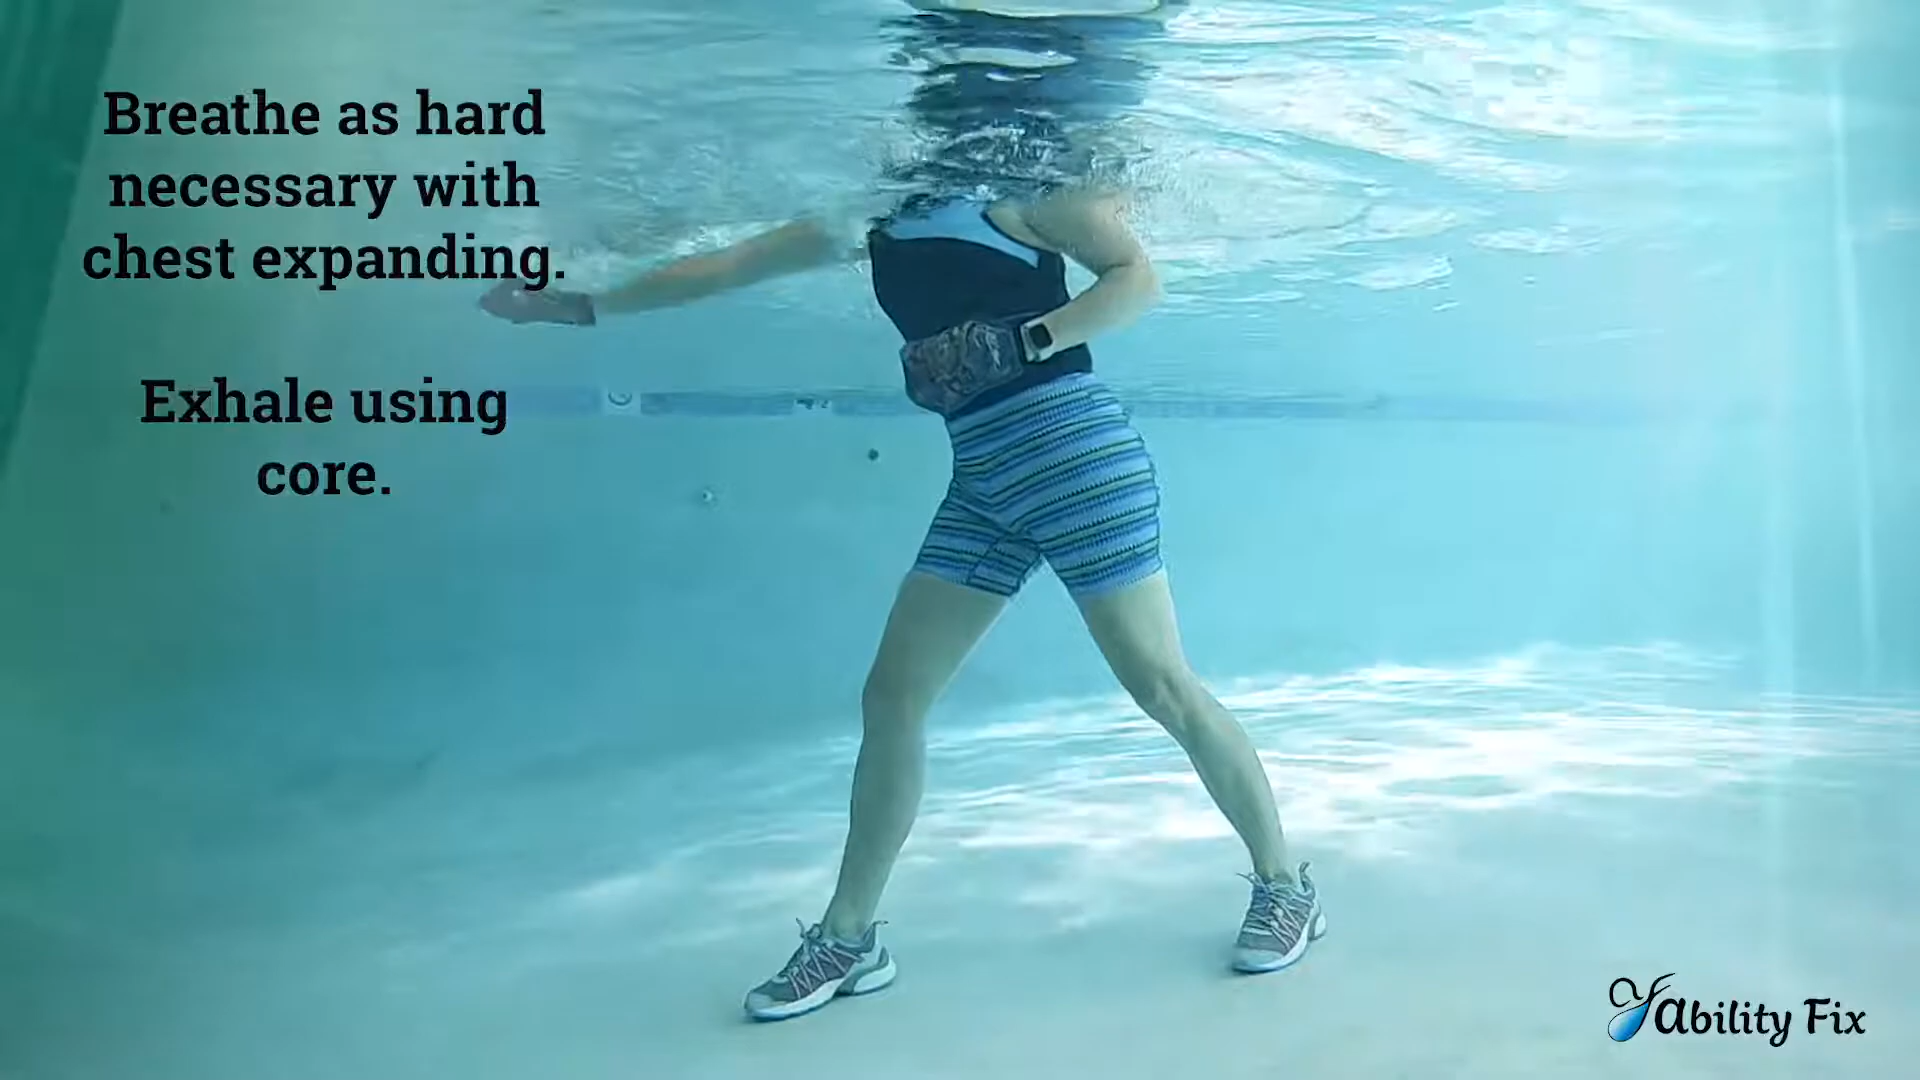 Breathe as hard
necessary with
chest expanding.
Exhale using
core.
ability Fix